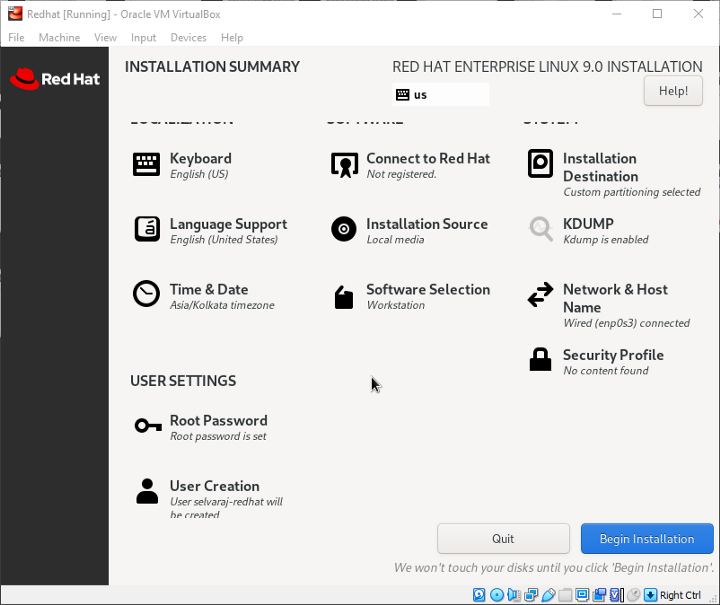 Redhat [Running] - Oracle VM VirtualBox
File Machine View Input Devices Help
Red Hat
INSTALLATION SUMMARY
RED HAT ENTERPRISE LINUX 9.0 INSTALLATION
us
Help!
LOCALIZATION
SOFTWARE
SYSTEM
Keyboard
English (US)
Connect to Red Hat
Not registered.
Installation
Destination
Custom partitioning selected
Language Support
English (United States)
Installation Source
Local media
KDUMP
Kdump is enabled
Time & Date
Asia/Kolkata timezone
Software Selection
Workstation
Network & Host
Name
Wired (enp0s3) connected
Security Profile
No content found
USER SETTINGS
Root Password
Root password is set
User Creation
User selvaraj-redhat will
be created
Quit
Begin Installation
We won't touch your disks until you click 'Begin Installation'.
Right Ctrl